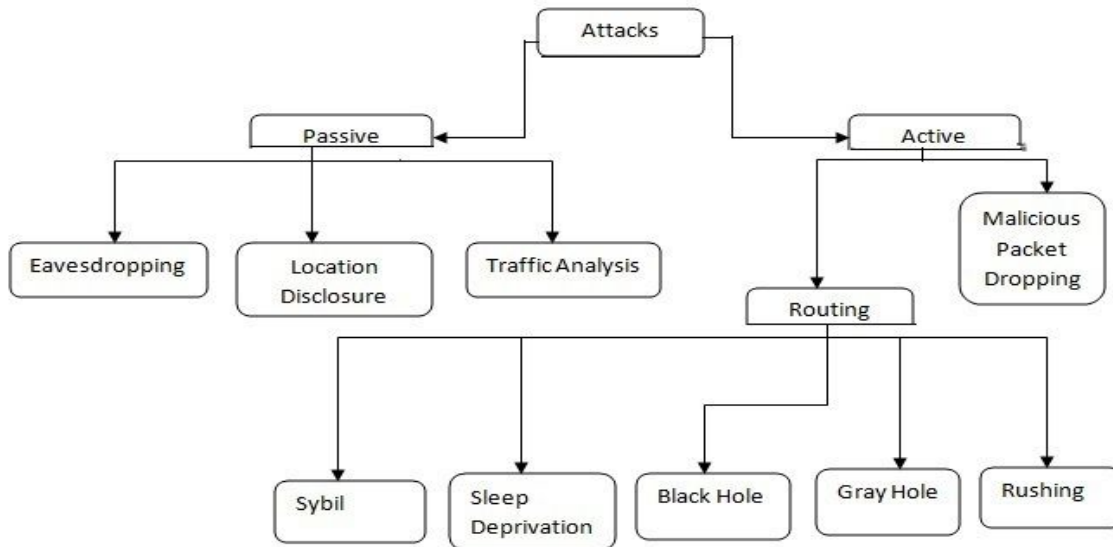 Attacks
Passive
Active
Eavesdropping
Location
Disclosure
Traffic Analysis
Malicious
Packet
Dropping
Routing
Sybil
Sleep
Deprivation
Black Hole
Gray Hole
Rushing